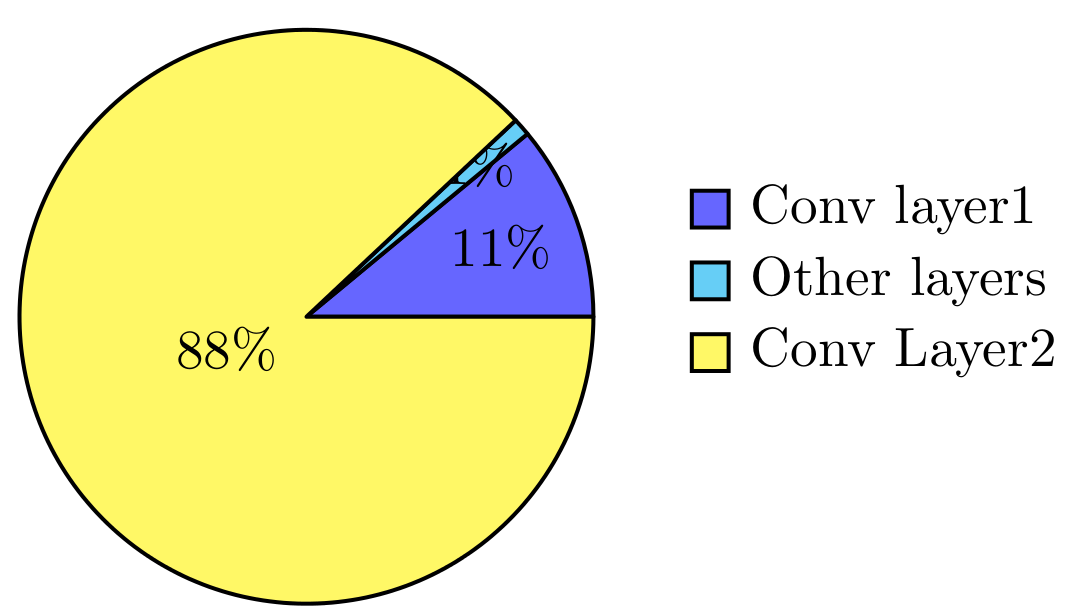 %
11%
88%
Conv layer1
Other layers
Conv Layer2